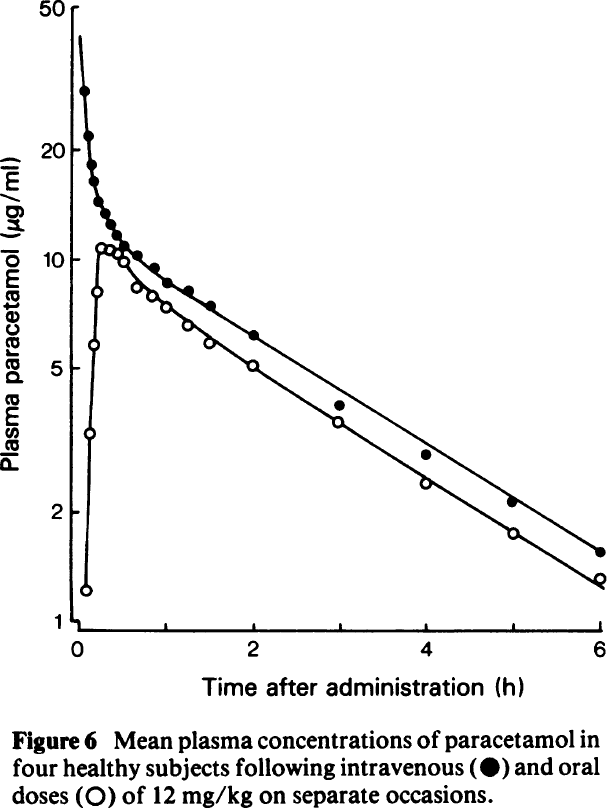 50
20
10
5
2
1
Plasma paracetamol (μg/ml)
0 2 4 6
Time after administration (h)
Figure 6 Mean plasma concentrations of paracetamol in
four healthy subjects following intravenous (●) and oral
doses (○) of 12 mg/kg on separate occasions.